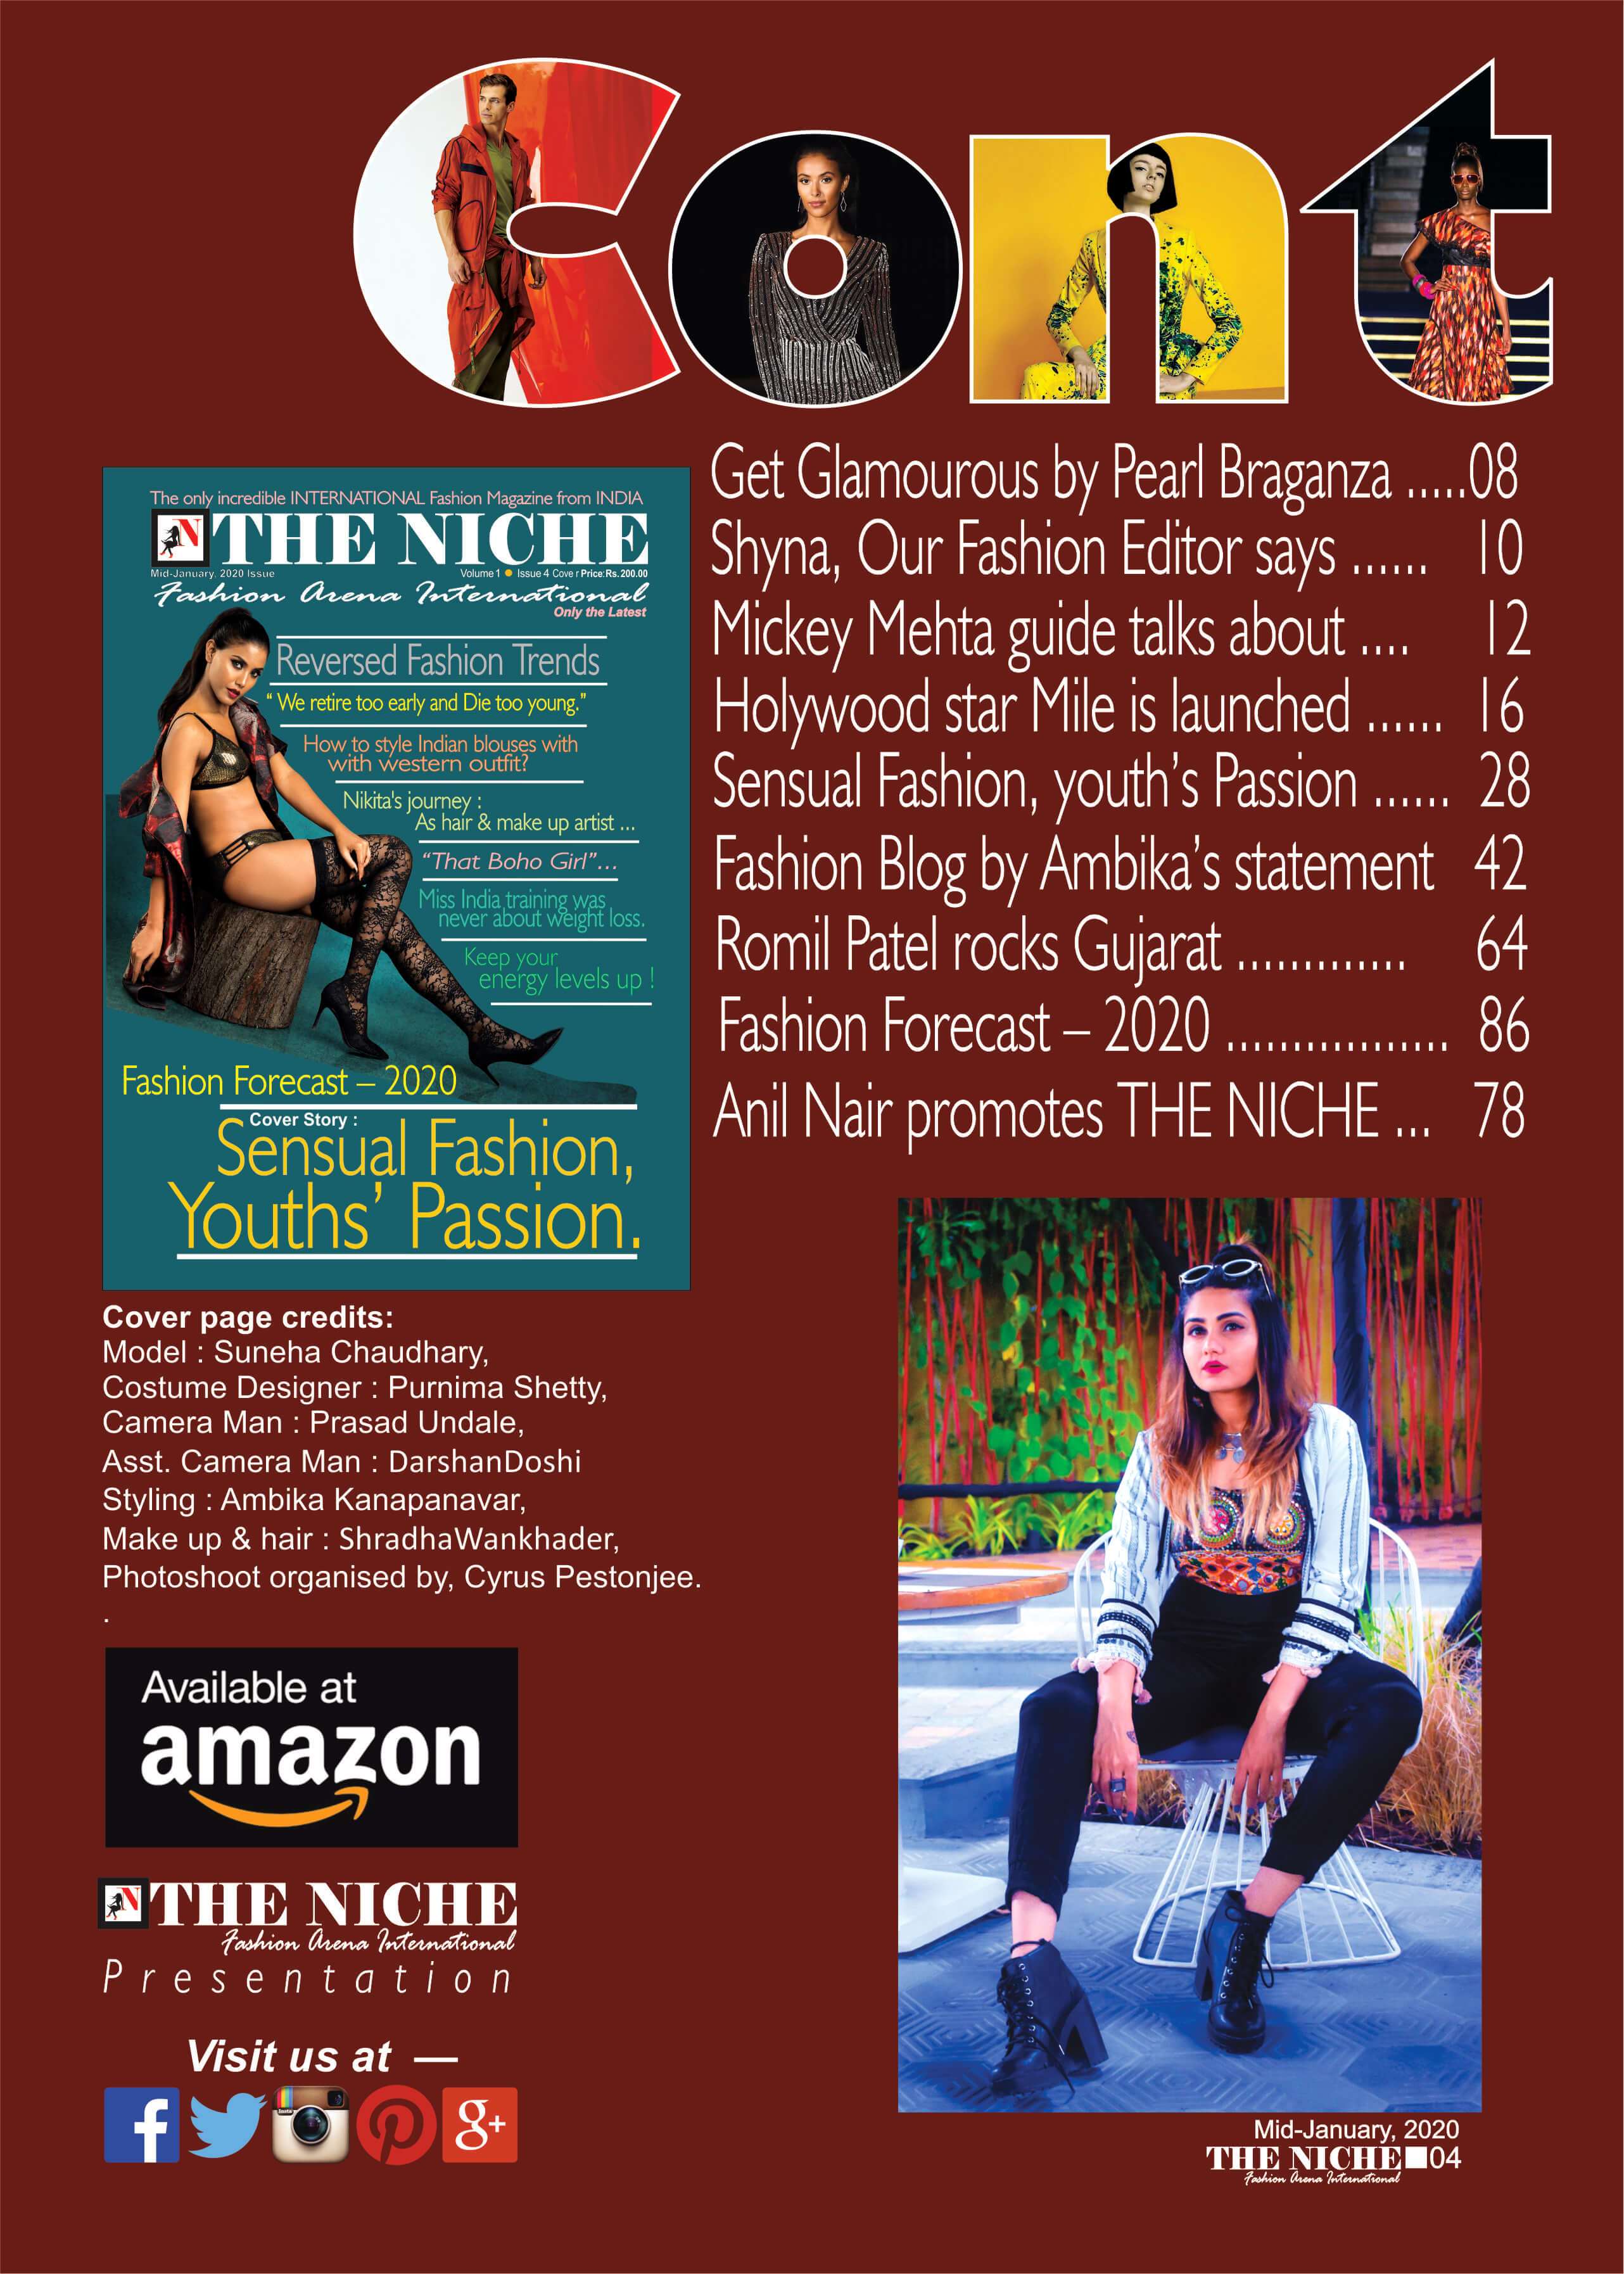 Cont
Get Glamourous by Pearl Braganza .....08
Shyna, Our Fashion Editor says ...... 10
Mickey Mehta guide talks about .... 12
Holywood star Mile is launched ...... 16
Sensual Fashion, youth's Passion ...... 28
Fashion Blog by Ambika's statement 42
Romil Patel rocks Gujarat ............. 64
Fashion Forecast – 2020 ................. 86
Anil Nair promotes THE NICHE ... 78
The only incredible INTERNATIONAL Fashion Magazine from INDIA
N THE NICHE
Mid-January, 2020 Issue Volume 1 ● Issue 4 Cove r Price:Rs. 200.00
Fashion Arena International
Only the Latest
Reversed Fashion Trends
“ We retire too early and Die too young.”
How to style Indian blouses with
with western outfit?
Nikita's journey :
As hair & make up artist ...
“That Boho Girl”...
Miss India training was
never about weight loss.
Keep your
energy levels up !
Fashion Forecast – 2020
Cover Story :
Sensual Fashion,
Youths’ Passion.
Cover page credits:
Model : Suneha Chaudhary,
Costume Designer : Purnima Shetty,
Camera Man : Prasad Undale,
Asst. Camera Man : DarshanDoshi
Styling : Ambika Kanapanavar,
Make up & hair : ShradhaWankhader,
Photoshoot organised by, Cyrus Pestonjee.
.
Available at
amazon
N THE NICHE
Fashion Arena International
Presentation
Visit us at —
f g+
Mid-January, 2020
THE NICHE■04
Fashion Arena International